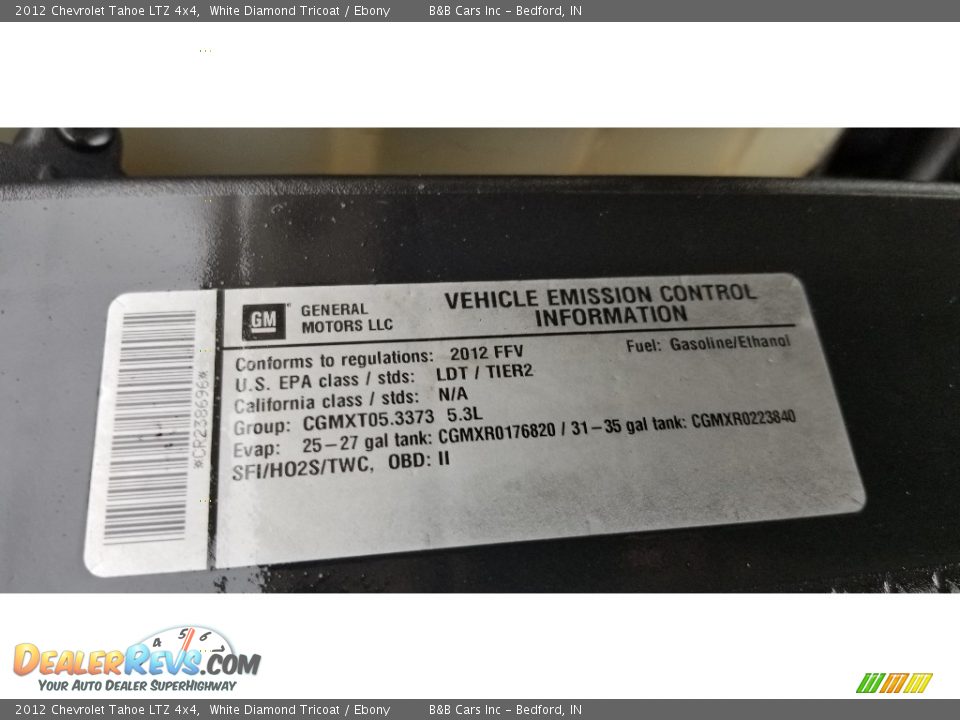 2012 Chevrolet Tahoe LTZ 4x4, White Diamond Tricoat / Ebony B&B Cars Inc - Bedford, IN
GM GENERAL
MOTORS LLC
VEHICLE EMISSION CONTROL
INFORMATION
Conforms to regulations: 2012 FFV Fuel: Gasoline/Ethanol
U.S. EPA class / stds: LDT / TIER2
California class / stds: N/A
Group: CGMXT05.3373 5.3L
Evap: 25-27 gal tank: CGMXR0176820 / 31-35 gal tank: CGMXR0223840
SFI/HO2S/TWC, OBD: II
*CR238696*
4 5 6 7
DEALERREVS.COM
YOUR AUTO DEALER SUPERHIGHWAY
2012 Chevrolet Tahoe LTZ 4x4, White Diamond Tricoat / Ebony B&B Cars Inc - Bedford, IN